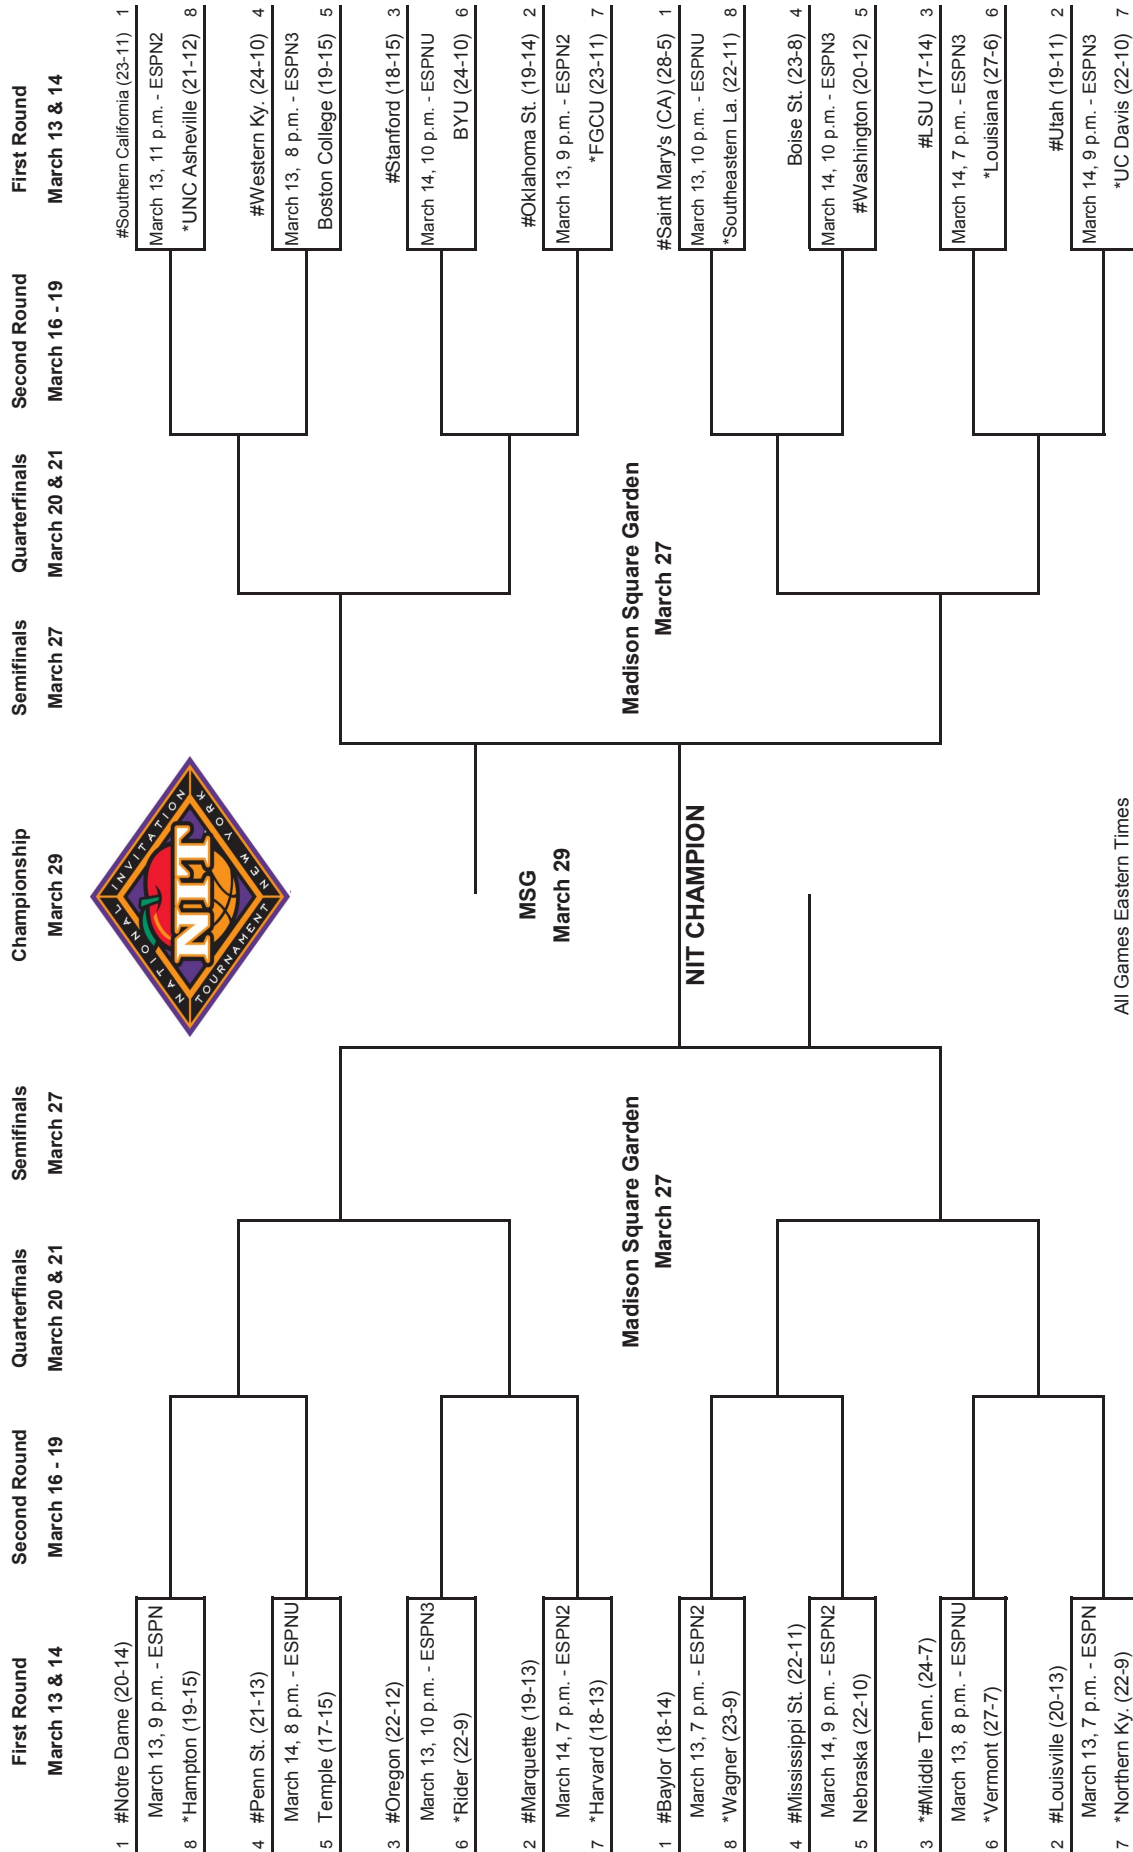 First Round
Second Round
Quarterfinals
Semifinals
Championship
Semifinals
Quarterfinals
Second Round
First Round
March 13 & 14
March 16 - 19
March 20 & 21
March 27
March 29
March 27
March 20 & 21
March 16 - 19
March 13 & 14
1 #Notre Dame (20-14)
March 13, 9 p.m. - ESPN
8 *Hampton (19-15)
4 #Penn St. (21-13)
March 14, 8 p.m. - ESPNU
5 Temple (17-15)
3 #Oregon (22-12)
March 13, 10 p.m. - ESPN3
6 *Rider (22-9)
2 #Marquette (19-13)
March 14, 7 p.m. - ESPN2
7 *Harvard (18-13)
1 #Baylor (18-14)
March 13, 7 p.m. - ESPN2
8 *Wagner (23-9)
4 #Mississippi St. (22-11)
March 14, 9 p.m. - ESPN2
5 Nebraska (22-10)
3 *#Middle Tenn. (24-7)
March 13, 8 p.m. - ESPNU
6 *Vermont (27-7)
2 #Louisville (20-13)
March 13, 7 p.m. - ESPN
7 *Northern Ky. (22-9)
Madison Square Garden
March 27
NATIONAL INVITATION
NIT
TOURNAMENT NEW YORK
MSG
March 29
NIT CHAMPION
All Games Eastern Times
Madison Square Garden
March 27
#Southern California (23-11) 1
March 13, 11 p.m. - ESPN2
*UNC Asheville (21-12) 8
#Western Ky. (24-10) 4
March 13, 8 p.m. - ESPN3
Boston College (19-15) 5
#Stanford (18-15) 3
March 14, 10 p.m. - ESPNU
BYU (24-10) 6
#Oklahoma St. (19-14) 2
March 13, 9 p.m. - ESPN2
*FGCU (23-11) 7
#Saint Mary's (CA) (28-5) 1
March 13, 10 p.m. - ESPNU
*Southeastern La. (22-11) 8
Boise St. (23-8) 4
March 14, 10 p.m. - ESPN3
#Washington (20-12) 5
#LSU (17-14) 3
March 14, 7 p.m. - ESPN3
*Louisiana (27-6) 6
#Utah (19-11) 2
March 14, 9 p.m. - ESPN3
*UC Davis (22-10) 7